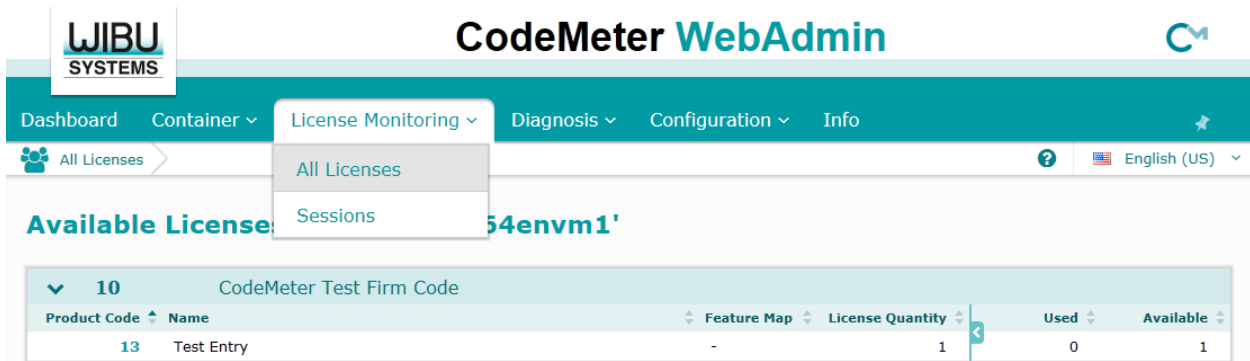 WIBU
SYSTEMS
CodeMeter WebAdmin
CM
Dashboard Container License Monitoring Diagnosis Configuration Info
All Licenses
All Licenses
? English (US)
Sessions
Available License 64envm1'
10 CodeMeter Test Firm Code
Product Code Name Feature Map License Quantity Used Available
13 Test Entry - 1 0 1